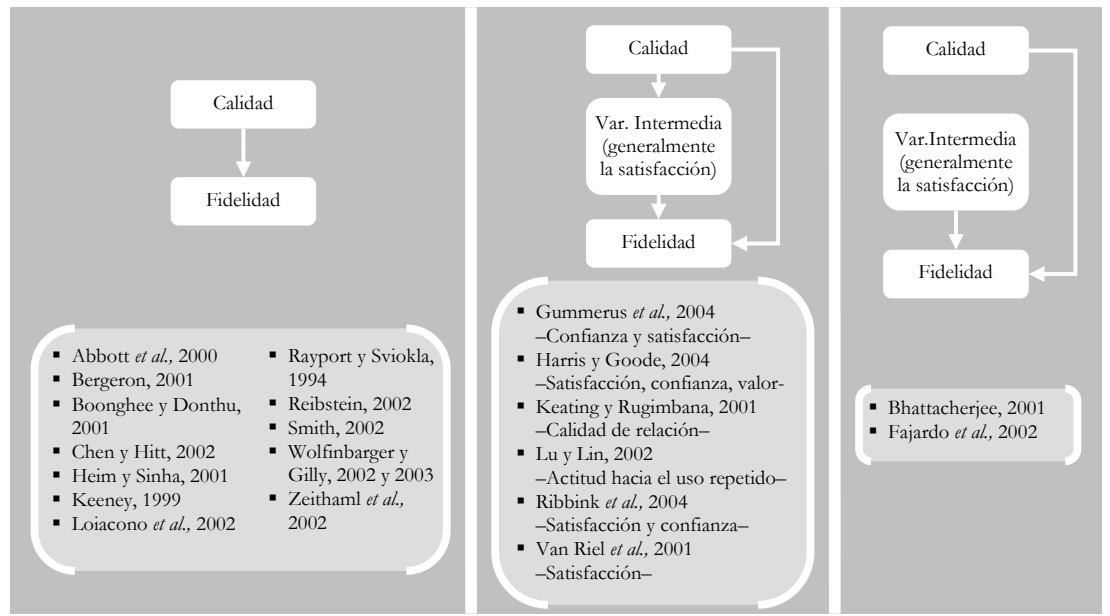 Calidad
Fidelidad
▪ Abbott et al., 2000
▪ Bergeron, 2001
▪ Boonghee y Donthu,
2001
▪ Chen y Hitt, 2002
▪ Heim y Sinha, 2001
▪ Keeney, 1999
▪ Loiacono et al., 2002
▪ Rayport y Sviokla,
1994
▪ Reibstein, 2002
▪ Smith, 2002
▪ Wolfinbarger y
Gilly, 2002 y 2003
▪ Zeithaml et al.,
2002
Calidad
Var. Intermedia
(generalmente
la satisfacción)
Fidelidad
▪ Gummerus et al., 2004
–Confianza y satisfacción–
▪ Harris y Goode, 2004
–Satisfacción, confianza, valor-
▪ Keating y Rugimbana, 2001
–Calidad de relación–
▪ Lu y Lin, 2002
–Actitud hacia el uso repetido–
▪ Ribbink et al., 2004
–Satisfacción y confianza–
▪ Van Riel et al., 2001
–Satisfacción–
Calidad
Var.Intermedia
(generalmente
la satisfacción)
Fidelidad
▪ Bhattacherjee, 2001
▪ Fajardo et al., 2002